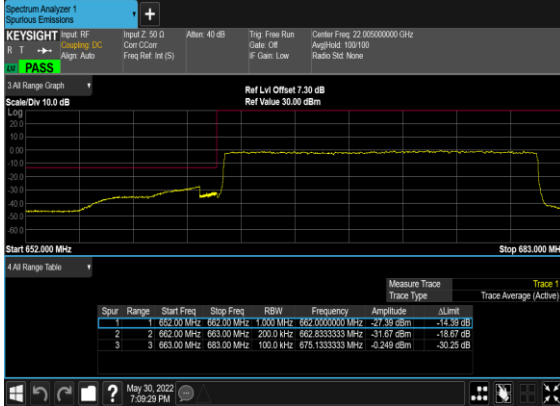 Spectrum Analyzer 1
Spurious Emissions
+
KEYSIGHT Input: RF Input Z: 50 Ω Atten: 40 dB Trig: Free Run Center Freq: 22.005000000 GHz
R T Coupling: DC Corr CCorr Gate: Off Avg|Hold: 100/100
Align: Auto Freq Ref: Int (S) IF Gain: Low Radio Std: None
PASS
3 All Range Graph Ref Lvl Offset 7.30 dB
Scale/Div 10.0 dB Ref Value 30.00 dBm
Log
20.0
10.0
0.00
-10.0
-20.0
-30.0
-40.0
-50.0
-60.0
Start 652.000 MHz Stop 683.000 MHz
4 All Range Table
Measure Trace Trace 1
Trace Type Trace Average (Active)
Spur Range Start Freq Stop Freq RBW Frequency Amplitude ΔLimit
1 1 652.00 MHz 662.00 MHz 1.000 MHz 662.0000000 MHz -27.39 dBm -14.39 dB
2 2 662.00 MHz 663.00 MHz 200.0 kHz 662.8333333 MHz -31.67 dBm -18.67 dB
3 3 663.00 MHz 683.00 MHz 100.0 kHz 675.1333333 MHz -0.249 dBm -30.25 dB
? May 30, 2022
7:09:29 PM